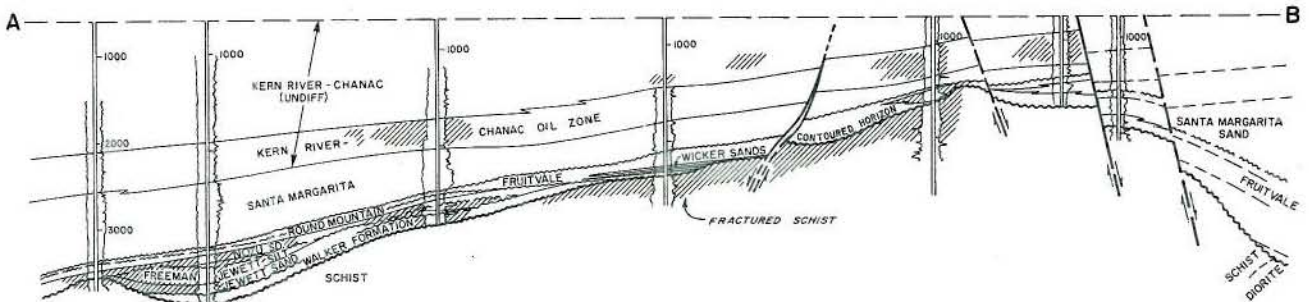 A
B
1000
1000
1000
1000
1000
1000
KERN RIVER - CHANAC
(UNDIFF)
2000
KERN RIVER -
CHANAC OIL ZONE
CONTOURED HORIZON
SANTA MARGARITA
SAND
WICKER SANDS
SANTA MARGARITA
FRUITVALE
FRUITVALE
ROUND MOUNTAIN
FRACTURED SCHIST
3000
NOZU SD.
FREEMAN
JEWETT SILT
JEWETT SAND
WALKER FORMATION
SCHIST
SCHIST
DIORITE